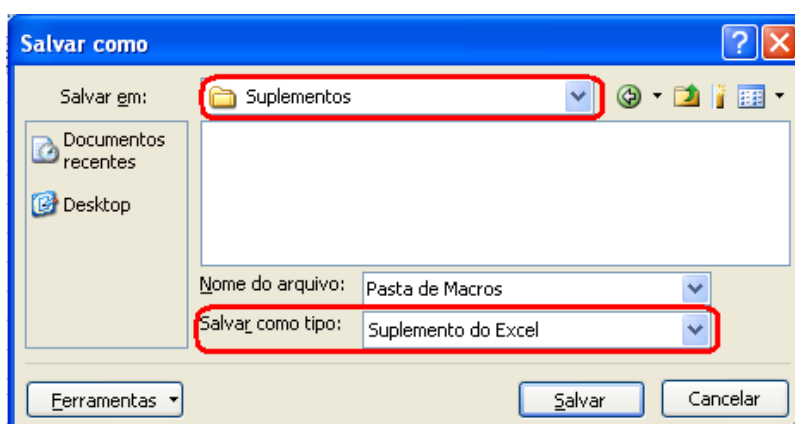 Salvar como
Salvar em:
Suplementos
Documentos
recentes
Desktop
Nome do arquivo:
Pasta de Macros
Salvar como tipo:
Suplemento do Excel
Ferramentas
Salvar
Cancelar